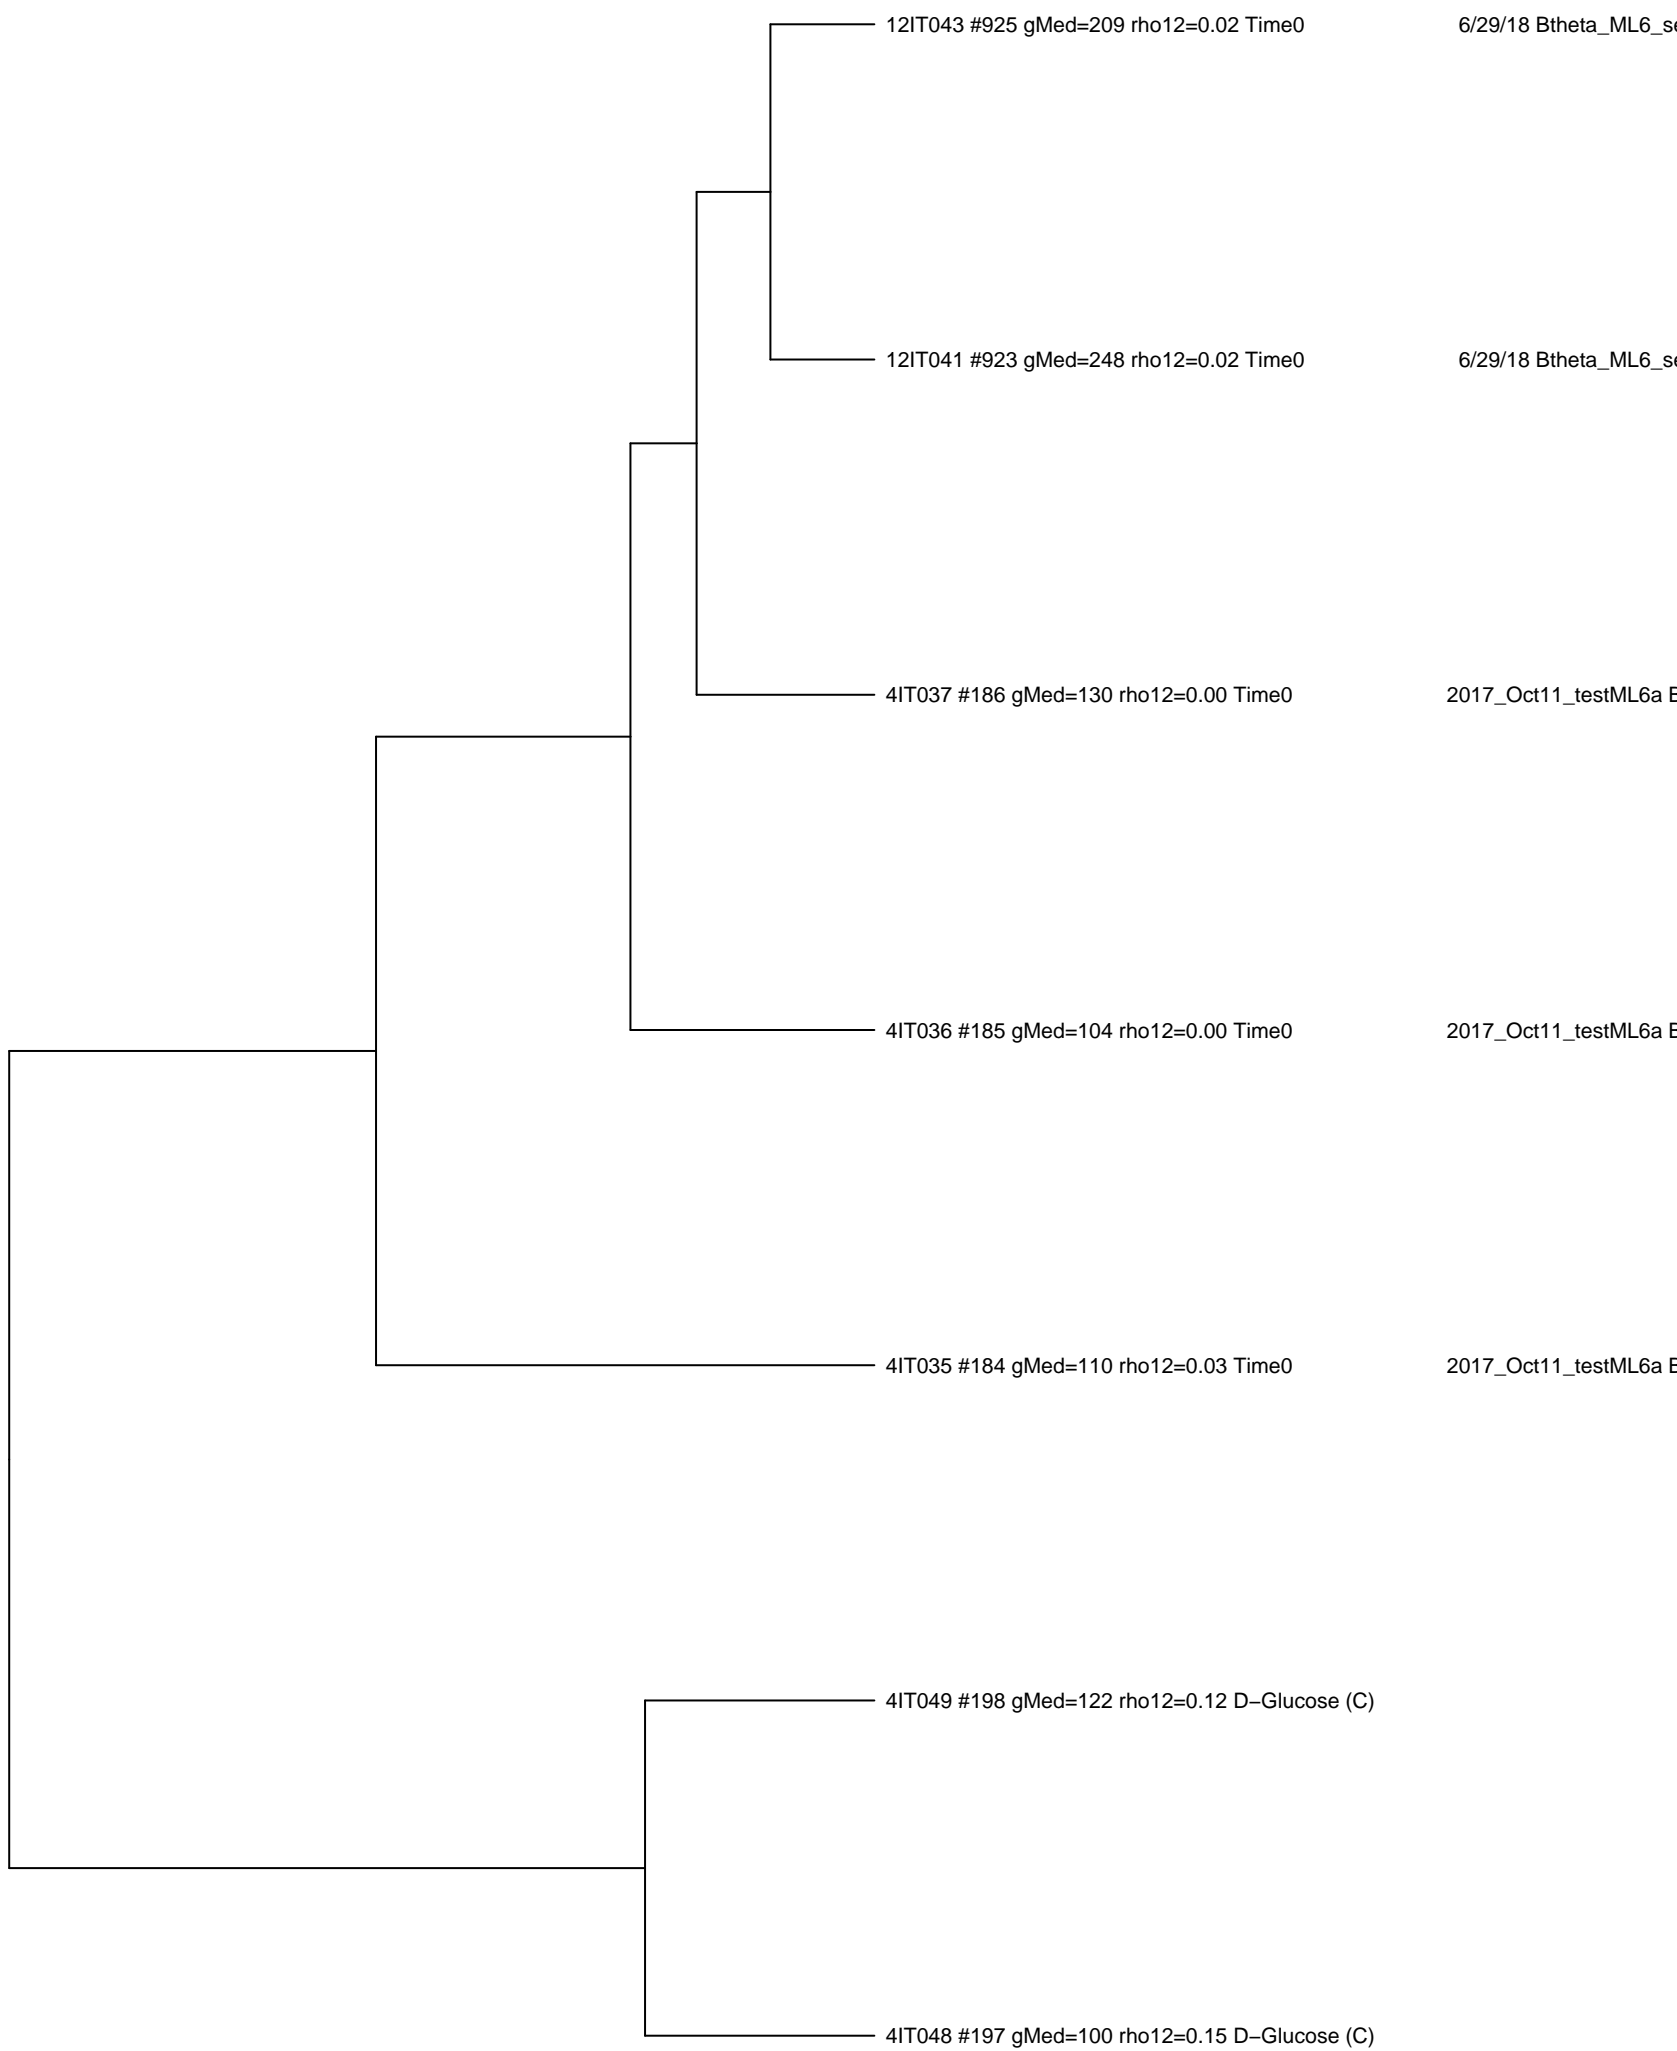 12IT043 #925 gMed=209 rho12=0.02 Time0 6/29/18 Btheta_ML6_se
12IT041 #923 gMed=248 rho12=0.02 Time0 6/29/18 Btheta_ML6_se
4IT037 #186 gMed=130 rho12=0.00 Time0 2017_Oct11_testML6a
4IT036 #185 gMed=104 rho12=0.00 Time0 2017_Oct11_testML6a
4IT035 #184 gMed=110 rho12=0.03 Time0 2017_Oct11_testML6a
4IT049 #198 gMed=122 rho12=0.12 D−Glucose (C)
4IT048 #197 gMed=100 rho12=0.15 D−Glucose (C)